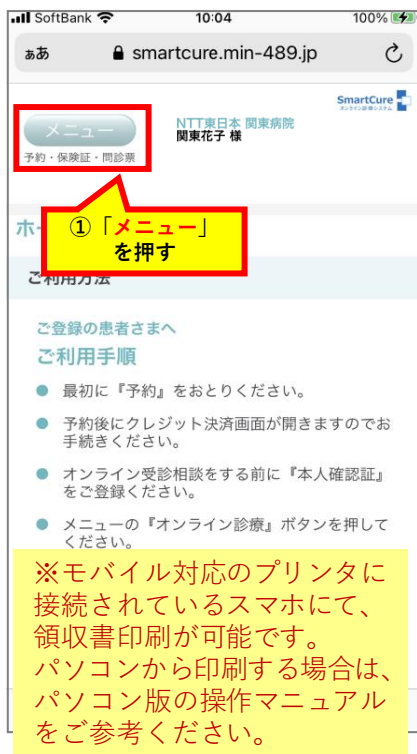 SoftBank 10:04 100%
ぁあ smartcure.min-489.jp
SmartCure
オンライン診療システム
メニュー
NTT東日本 関東病院
関東花子 様
予約・保険証・問診票
①「メニュー」
を押す
ホー
ご利用方法
ご登録の患者さまへ
ご利用手順
● 最初に『予約』をおとりください。
● 予約後にクレジット決済画面が開きますのでお
手続きください。
● オンライン受診相談をする前に『本人確認証』
をご登録ください。
● メニューの『オンライン診療』ボタンを押して
ください。
※モバイル対応のプリンタに
接続されているスマホにて、
領収書印刷が可能です。
パソコンから印刷する場合は、
パソコン版の操作マニュアル
をご参考ください。